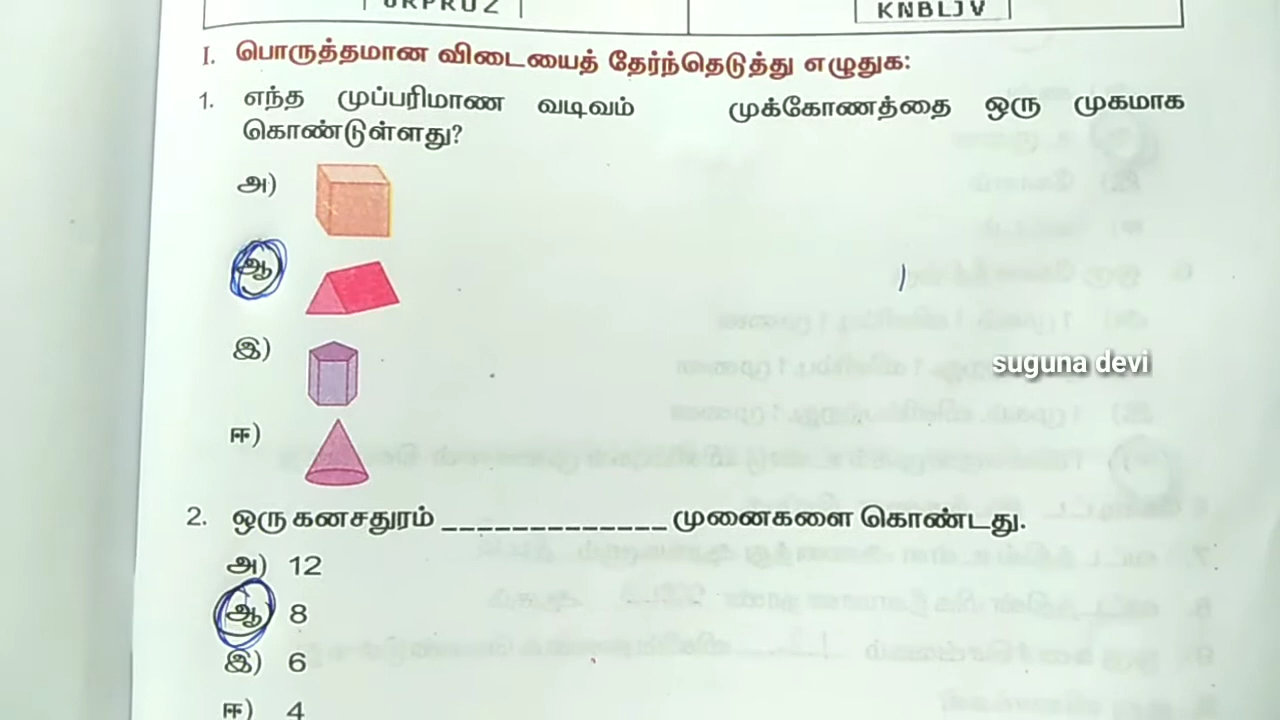 KNBLJV
I. பொருத்தமான விடையைத் தேர்ந்தெடுத்து எழுதுக:
1. எந்த முப்பரிமாண வடிவம் முக்கோணத்தை ஒரு முகமாக
கொண்டுள்ளது?
அ)
ஆ)
இ)
suguna devi
ஈ)
2. ஒரு கனசதுரம் _____________ முனைகளை கொண்டது.
அ) 12
ஆ) 8
இ) 6
ஈ) 4